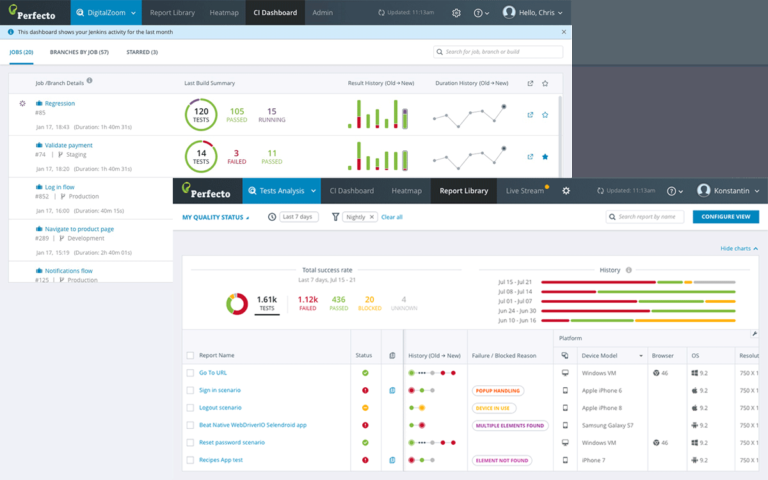 Perfecto DigitalZoom Report Library Heatmap CI Dashboard Admin Updated: 11:13am Hello, Chris
This dashboard shows your Jenkins activity for the last month
JOBS (20) BRANCHES BY JOB (57) STARRED (3) Search for job, branch or build
Job /Branch Details Last Build Summary Result History (Old → New) Duration History (Old → New)
Regression
#85
Jan 17, 18:43 (Duration: 1h 40m 31s)
120 TESTS 105 PASSED 15 RUNNING
Validate payment
#74 Staging
Jan 17, 18:20 (Duration: 1h 40m 31s)
14 TESTS 3 FAILED 11 PASSED
Log in flow
#852 Production
Jan 17, 16:00 (Duration: 40m 15s)
Navigate to product page
#289 Development
Jan 17, 15:19 (Duration: 2h 40m 01s)
Notifications flow
#125 Production
Perfecto Tests Analysis CI Dashboard Heatmap Report Library Live Stream Updated: 11:13am Konstantin
MY QUALITY STATUS Last 7 days Nightly Clear all Search report by name CONFIGURE VIEW
Hide charts
Total success rate
Last 7 days, Jul 15 - 21
1.61k TESTS 1.12k FAILED 436 PASSED 20 BLOCKED 4 UNKNOWN
History
Jul 15 - Jul 21
Jul 08 - Jul 14
Jul 01 - Jul 07
Jun 24 - Jun 30
Jun 10 - Jun 16
Platform
Report Name Status History (Old → New) Failure / Blocked Reason Device Model Browser OS Resolut
Go To URL Windows VM 46 9.2 750 X 1
Sign in scenario POPUP HANDLING Apple iPhone 6 9.2 750 X 1
Logout scenario DEVICE IN USE Apple iPhone 8 9.2 750 X 1
Beat Native WebDriverIO Selendroid app MULTIPLE ELEMENTS FOUND Samsung Galaxy S7 9.2 750 X 1
Reset password scenario Windows VM 46 9.2 750 X 1
Recipes App test ELEMENT NOT FOUND iPhone 7 9.2 750 X 1